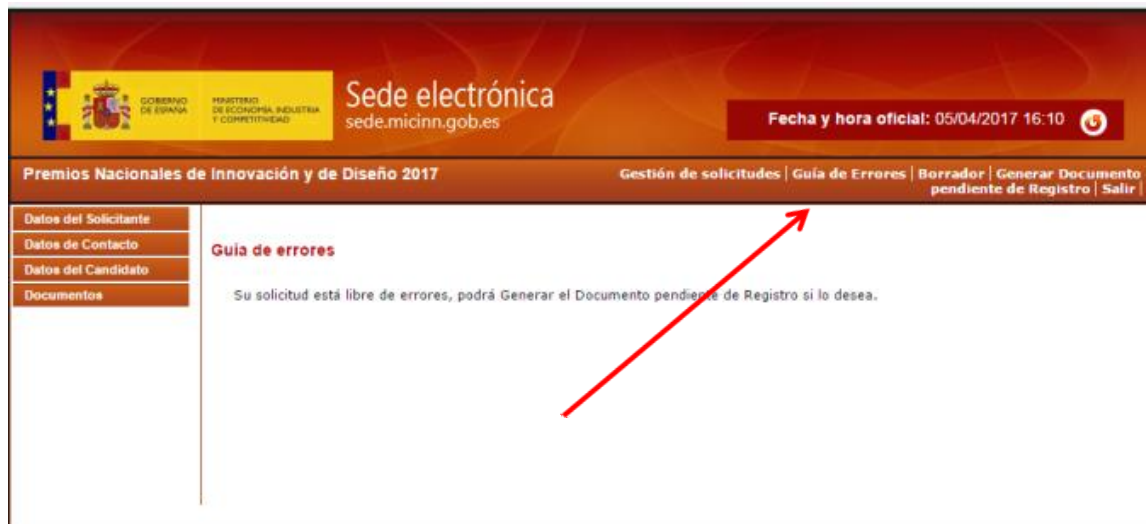 GOBIERNO
DE ESPAÑA
MINISTERIO
DE ECONOMÍA, INDUSTRIA
Y COMPETITIVIDAD
Sede electrónica
sede.micinn.gob.es
Fecha y hora oficial: 05/04/2017 16:10
Premios Nacionales de Innovación y de Diseño 2017
Gestión de solicitudes | Guía de Errores | Borrador | Generar Documento
pendiente de Registro | Salir |
Datos del Solicitante
Datos de Contacto
Datos del Candidato
Documentos
Guia de errores
Su solicitud está libre de errores, podrá Generar el Documento pendiente de Registro si lo desea.